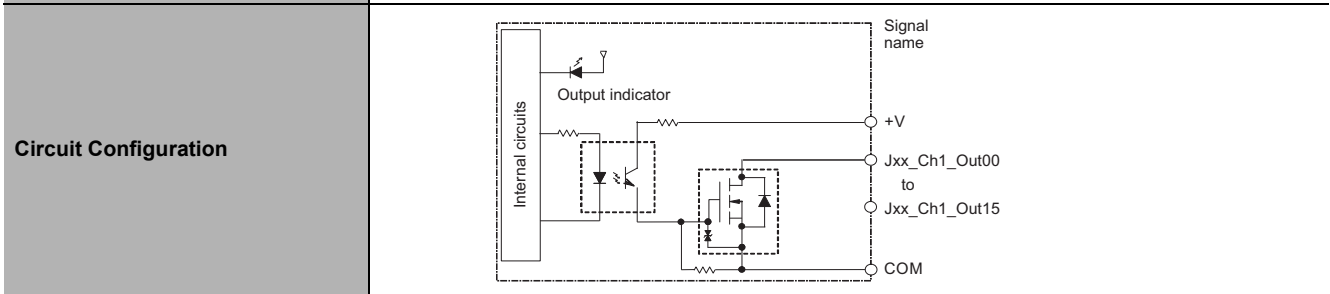 Circuit Configuration
Internal circuits
Output indicator
Signal
name
+V
Jxx_Ch1_Out00
to
Jxx_Ch1_Out15
COM